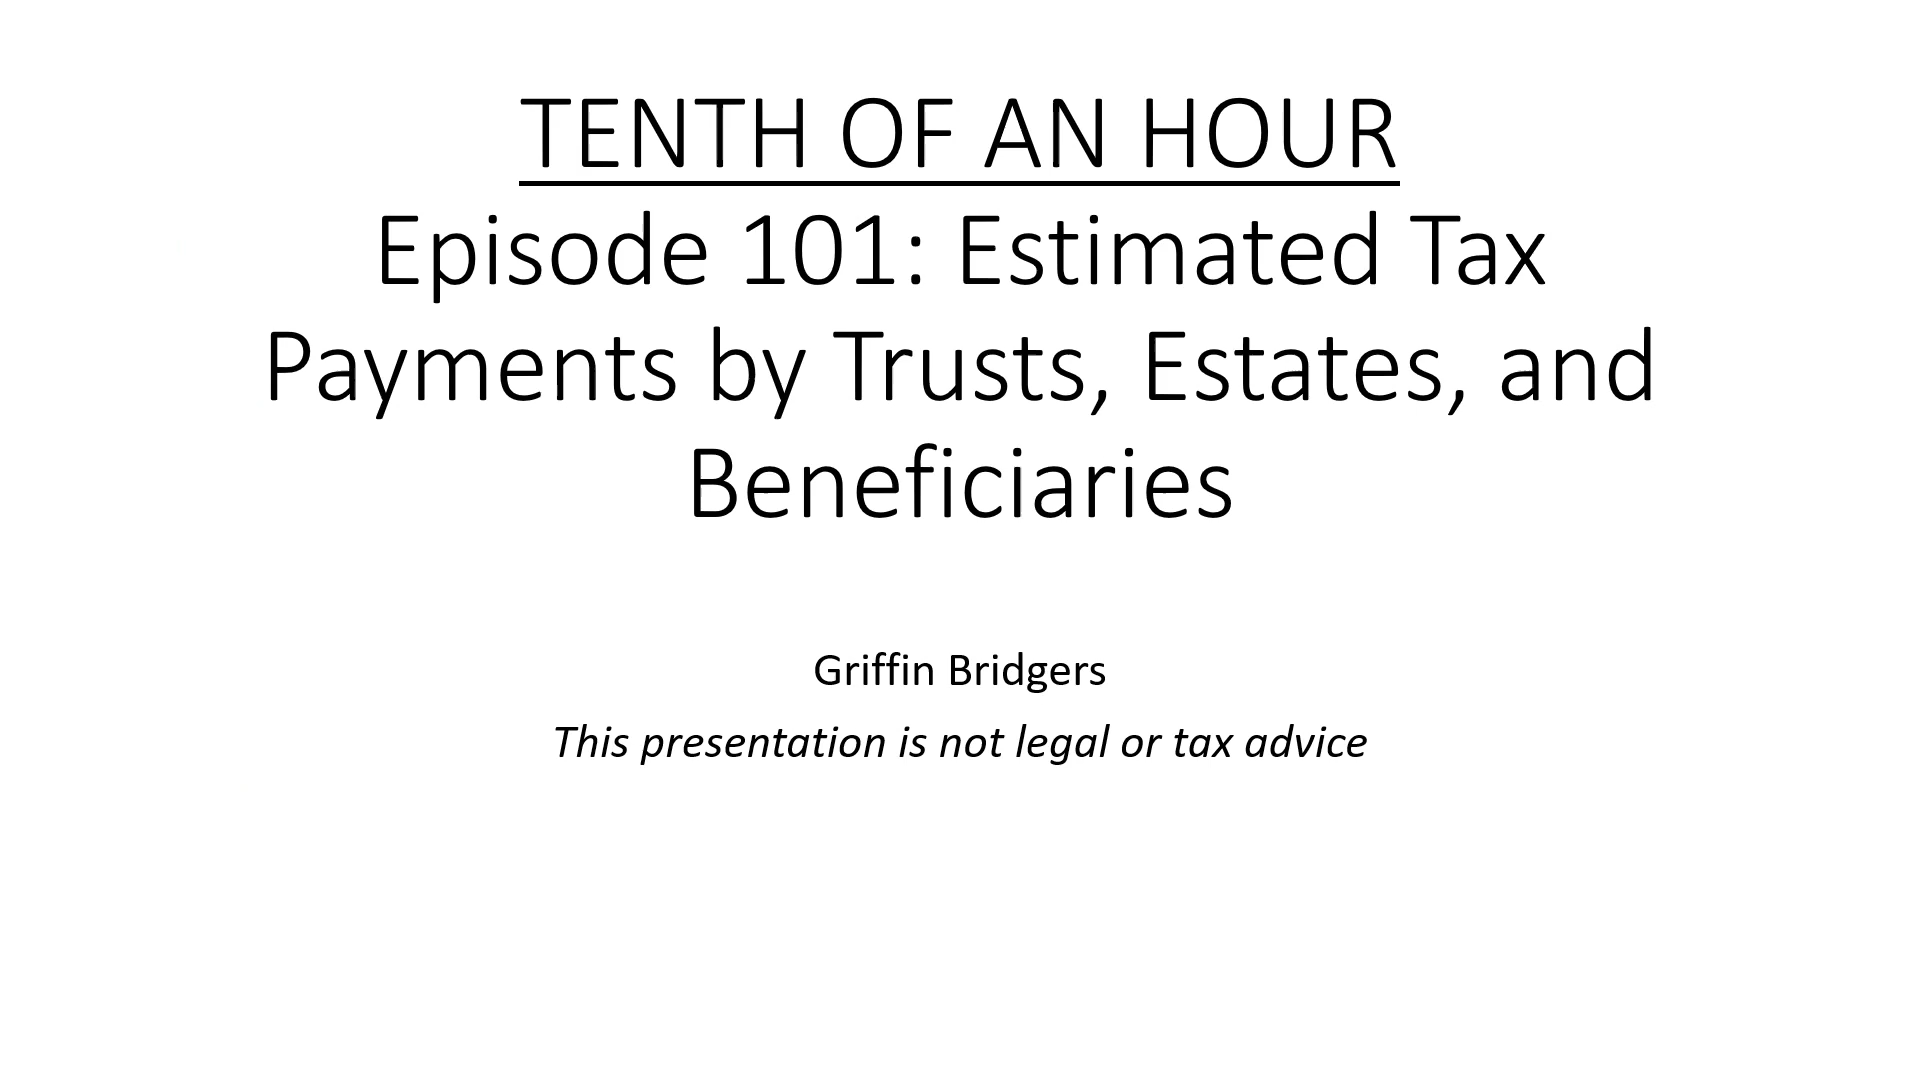 TENTH OF AN HOUR
Episode 101: Estimated Tax
Payments by Trusts, Estates, and
Beneficiaries
Griffin Bridgers
This presentation is not legal or tax advice